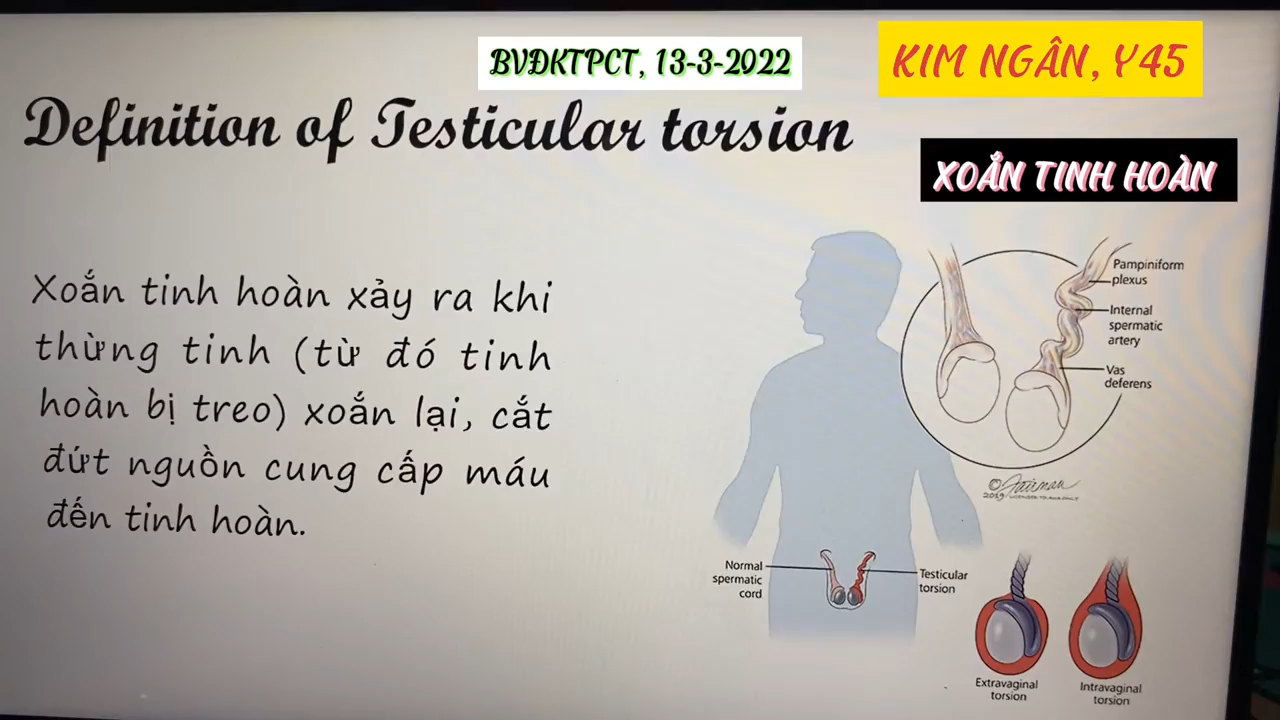 BVĐKTPCT, 13-3-2022
KIM NGÂN, Y45
Definition of Testicular torsion
XOẮN TINH HOÀN
Xoắn tinh hoàn xảy ra khi
thừng tinh (từ đó tinh
hoàn bị treo) xoắn lại, cắt
đứt nguồn cung cấp máu
đến tinh hoàn.
Pampiniform
plexus
Internal
spermatic
artery
Vas
deferens
©
2019
Normal
spermatic
cord
Testicular
torsion
Extravaginal
torsion
Intravaginal
torsion